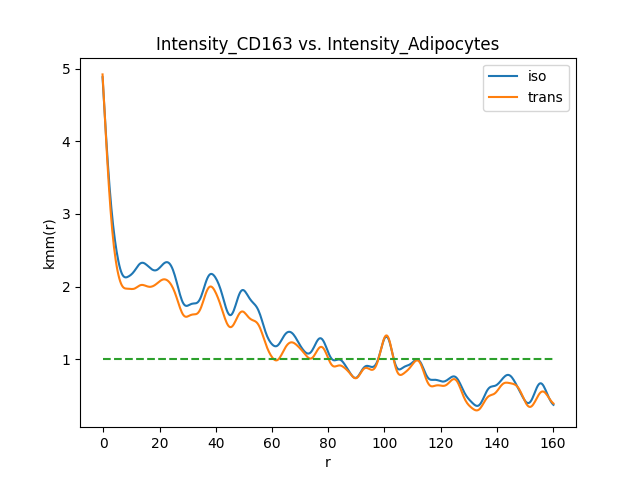 Intensity_CD163 vs. Intensity_Adipocytes
iso
trans
kmm(r)
5
4
3
2
1
0 20 40 60 80 100 120 140 160
r